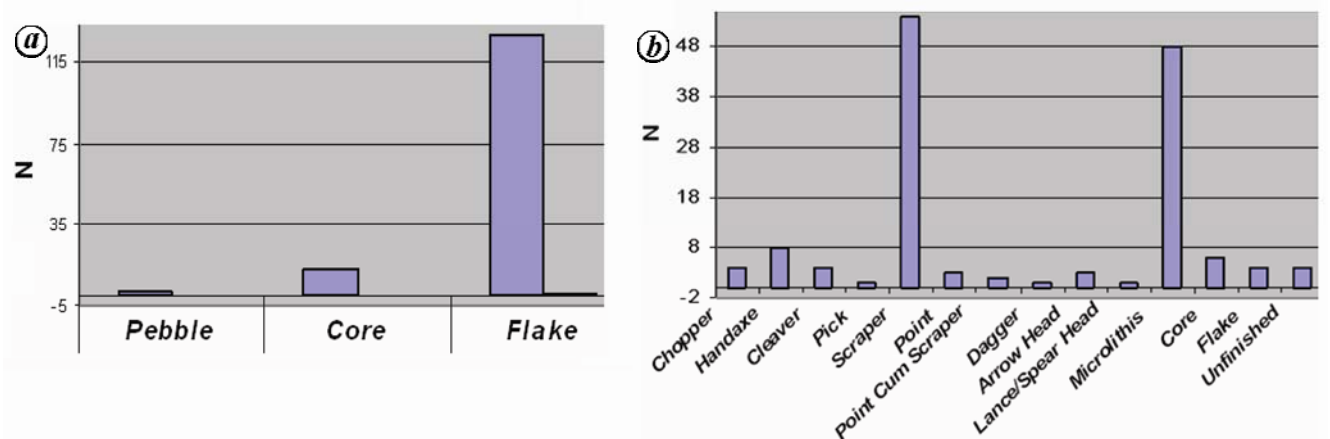 a
N
115
75
35
-5
Pebble
Core
Flake
b
N
48
38
28
18
8
-2
Chopper
Handaxe
Cleaver
Pick
Scraper
Point
Point Cum Scraper
Dagger
Arrow Head
Lance/Spear Head
Microlithis
Core
Flake
Unfinished